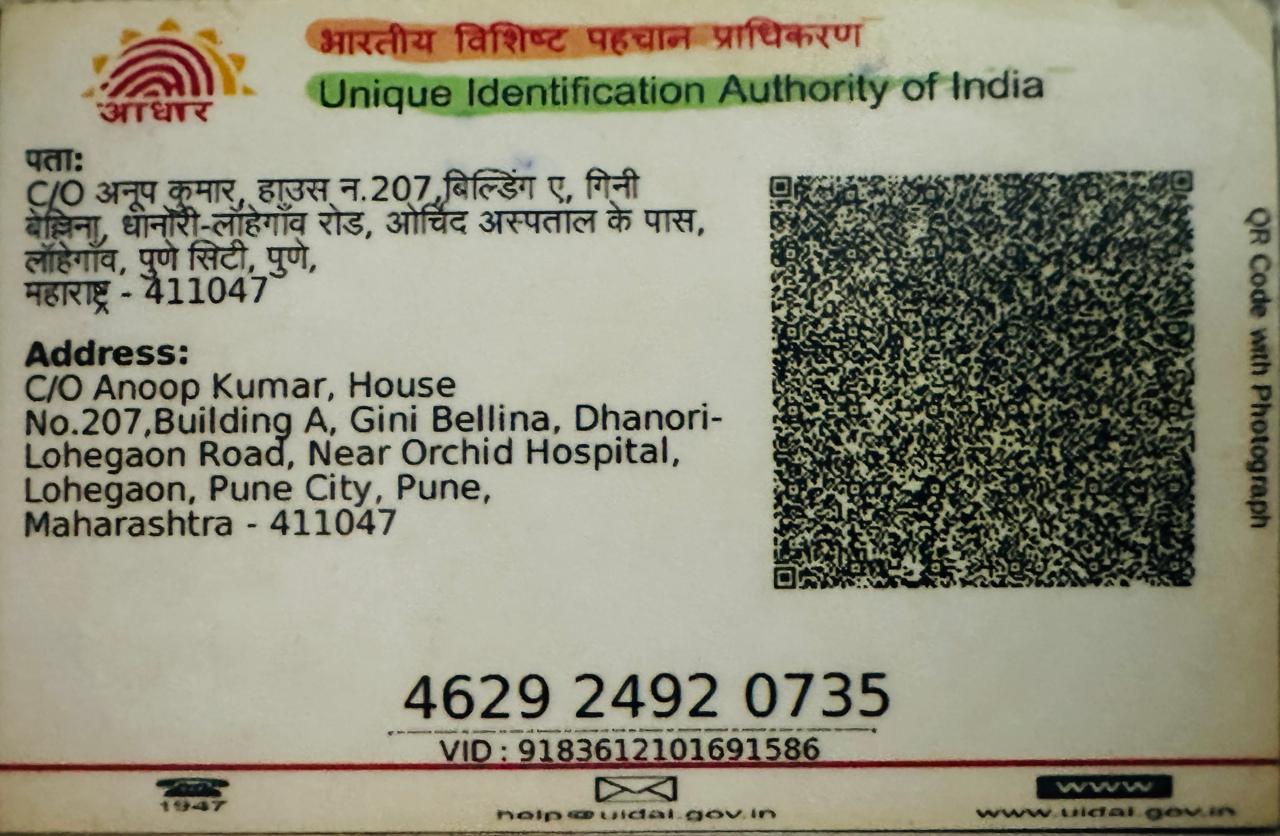 भारतीय विशिष्ट पहचान प्राधिकरण
Unique Identification Authority of India
आधार
पता:
C/O अनूप कुमार, हाउस न.207,बिल्डिंग ए, गिनी
बेल्लिना, धानोरी-लोहेगाँव रोड, ओर्चिद अस्पताल के पास,
लोहेगाँव, पुणे सिटी, पुणे,
महाराष्ट्र - 411047
Address:
C/O Anoop Kumar, House
No.207,Building A, Gini Bellina, Dhanori-
Lohegaon Road, Near Orchid Hospital,
Lohegaon, Pune City, Pune,
Maharashtra - 411047
QR Code with Photograph
4629 2492 0735
VID : 9183612101691586
1947
help@uidai.gov.in
www
www.uidai.gov.in